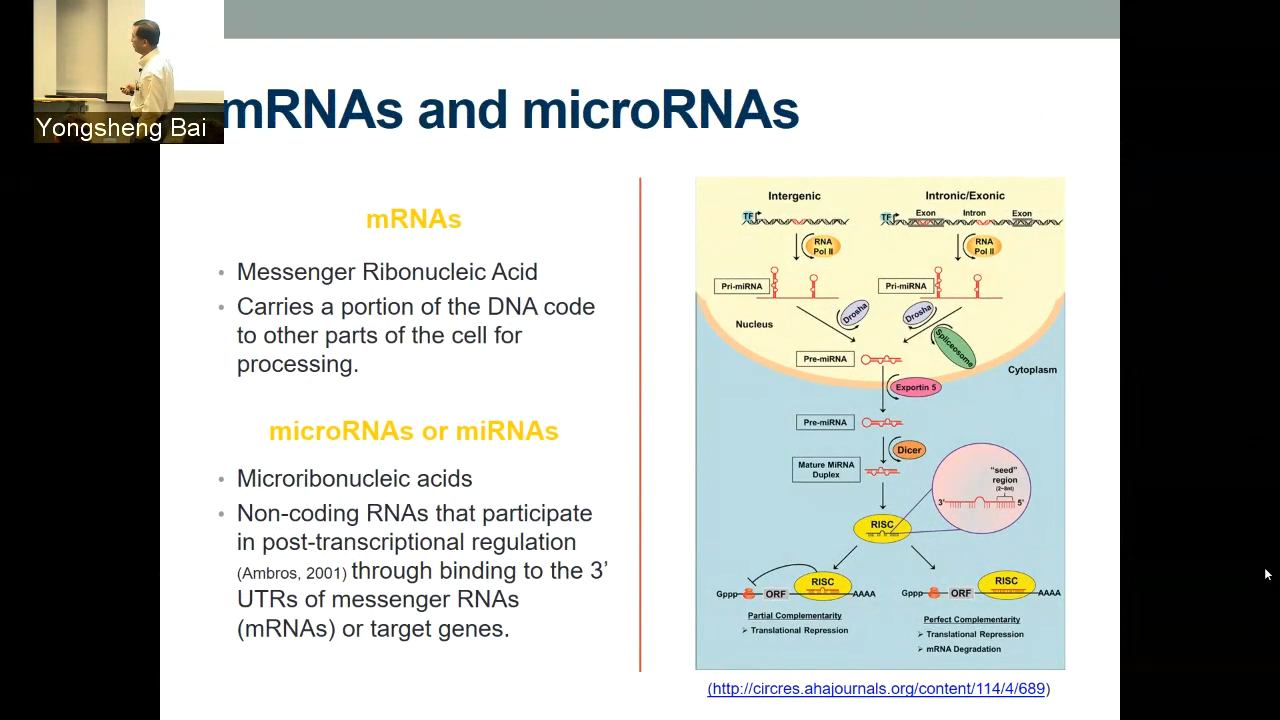 Yongsheng Bai
mRNAs and microRNAs
mRNAs
• Messenger Ribonucleic Acid
• Carries a portion of the DNA code
to other parts of the cell for
processing.
microRNAs or miRNAs
• Microribonucleic acids
• Non-coding RNAs that participate
in post-transcriptional regulation
(Ambros, 2001) through binding to the 3’
UTRs of messenger RNAs
(mRNAs) or target genes.
Intergenic
Intronic/Exonic
TF
TF
Exon
Intron
Exon
RNA
Pol II
RNA
Pol II
Pri-miRNA
Pri-miRNA
Drosha
Drosha
Nucleus
Spliceosome
Pre-miRNA
Cytoplasm
Exportin 5
Pre-miRNA
Dicer
Mature MiRNA
Duplex
“seed”
region
(2~8nt)
3’
5’
RISC
RISC
Gppp
ORF
AAAA
RISC
Gppp
ORF
AAAA
Partial Complementarity
➢ Translational Repression
Perfect Complementarity
➢ Translational Repression
➢ mRNA Degradation
(http://circres.ahajournals.org/content/114/4/689)